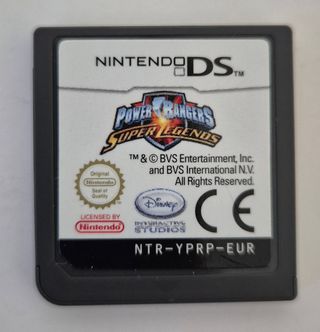 NINTENDO DS™
POWER RANGERS
SUPER LEGENDS
™ & © BVS Entertainment, Inc.
and BVS International N.V.
All Rights Reserved.
Original
Nintendo
Seal of
Quality
LICENSED BY
Nintendo
Disney
INTERACTIVE
STUDIOS
CE
NTR-YPRP-EUR